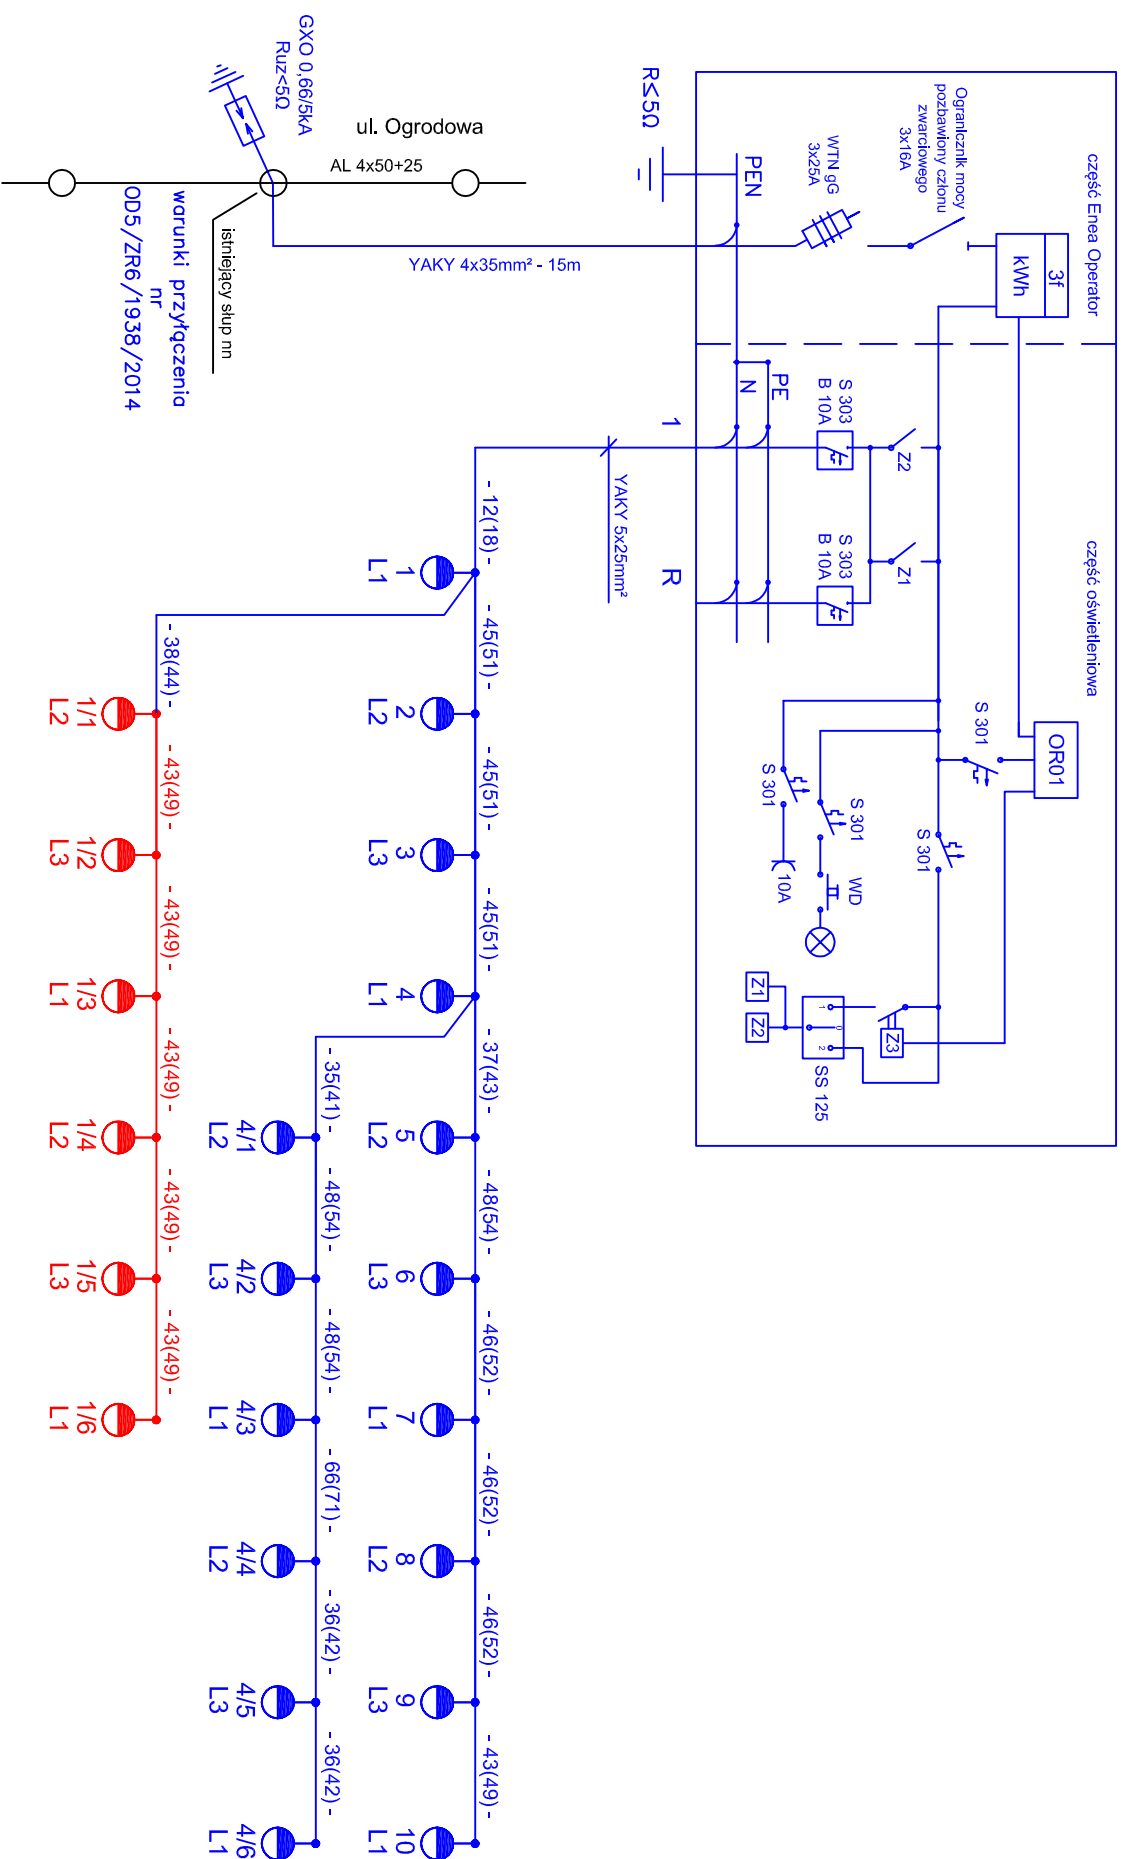 część Enea Operator
część oświetleniowa
Ogranicznik mocy
pozbawiony członu
zwarciowego
3x16A
3f
kWh
WTN gG
3x25A
PEN
R≤5Ω
PE
N
S 303
B 10A
Z2
S 303
B 10A
Z1
1
R
S 301
OR01
S 301
S 301
10A
S 301
WD
Z3
Z1
Z2
1
0
2
SS 125
GXO 0,66/5kA
Ruz<5Ω
ul. Ogrodowa
AL 4x50+25
YAKY 4x35mm² - 15m
istniejący słup nn
warunki przyłączenia
nr
OD5/ZR6/1938/2014
YAKY 5x25mm²
- 12(18) -
- 45(51) -
- 45(51) -
- 45(51) -
- 37(43) -
- 48(54) -
- 46(52) -
- 46(52) -
- 46(52) -
- 43(49) -
1
L1
2
L2
3
L3
4
L1
5
L2
6
L3
7
L1
8
L2
9
L3
10
L1
- 35(41) -
- 48(54) -
- 48(54) -
- 66(71) -
- 36(42) -
- 36(42) -
4/1
L2
4/2
L3
4/3
L1
4/4
L2
4/5
L3
4/6
L1
- 38(44) -
- 43(49) -
- 43(49) -
- 43(49) -
- 43(49) -
- 43(49) -
1/1
L2
1/2
L3
1/3
L1
1/4
L2
1/5
L3
1/6
L1